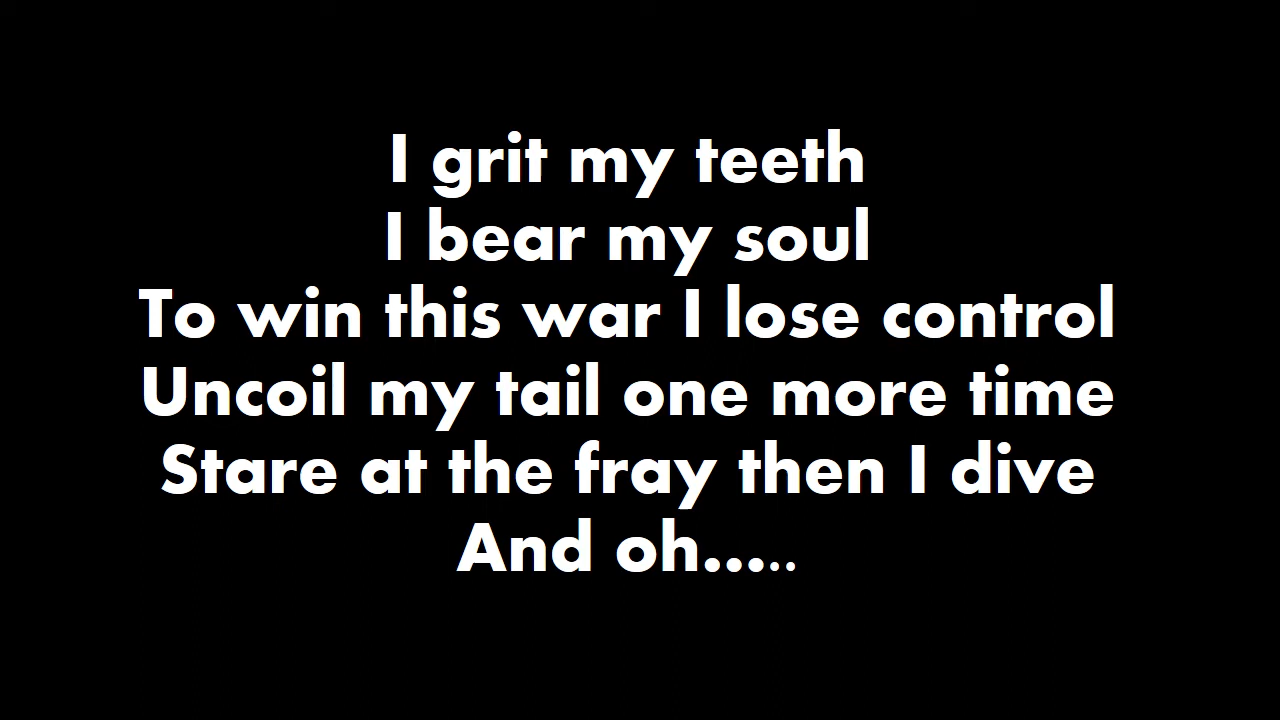 I grit my teeth
I bear my soul
To win this war I lose control
Uncoil my tail one more time
Stare at the fray then I dive
And oh.....